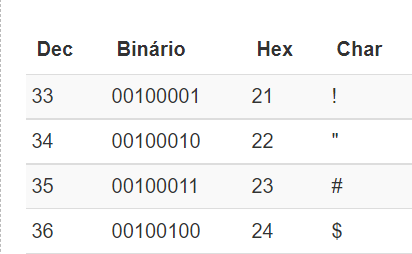 Dec Binário Hex Char
33 00100001 21 !
34 00100010 22 "
35 00100011 23 #
36 00100100 24 $